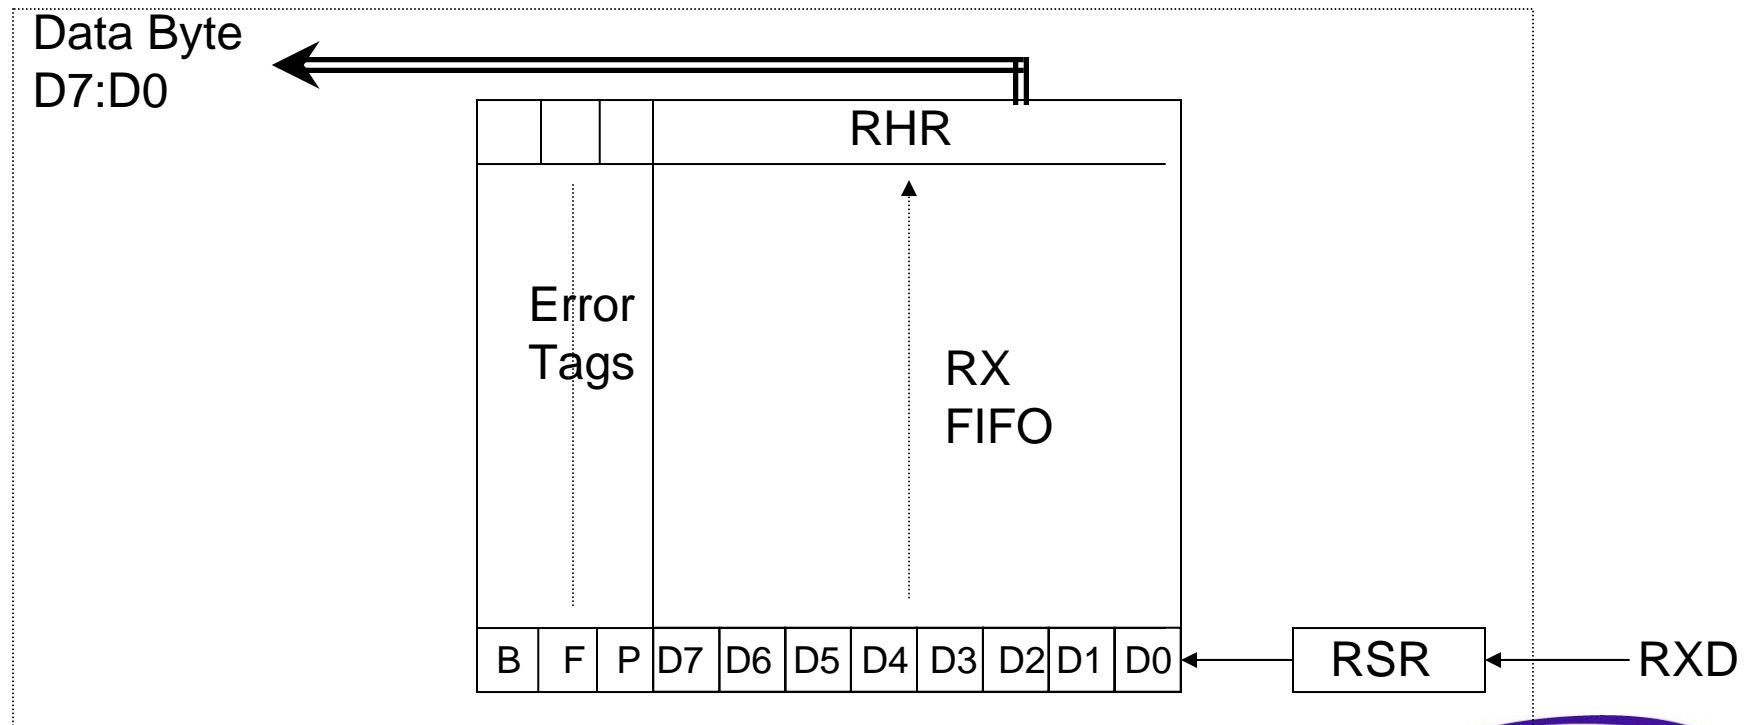 Data Byte
D7:D0
RHR
Error
Tags
RX
FIFO
B F P D7 D6 D5 D4 D3 D2 D1 D0
RSR
RXD